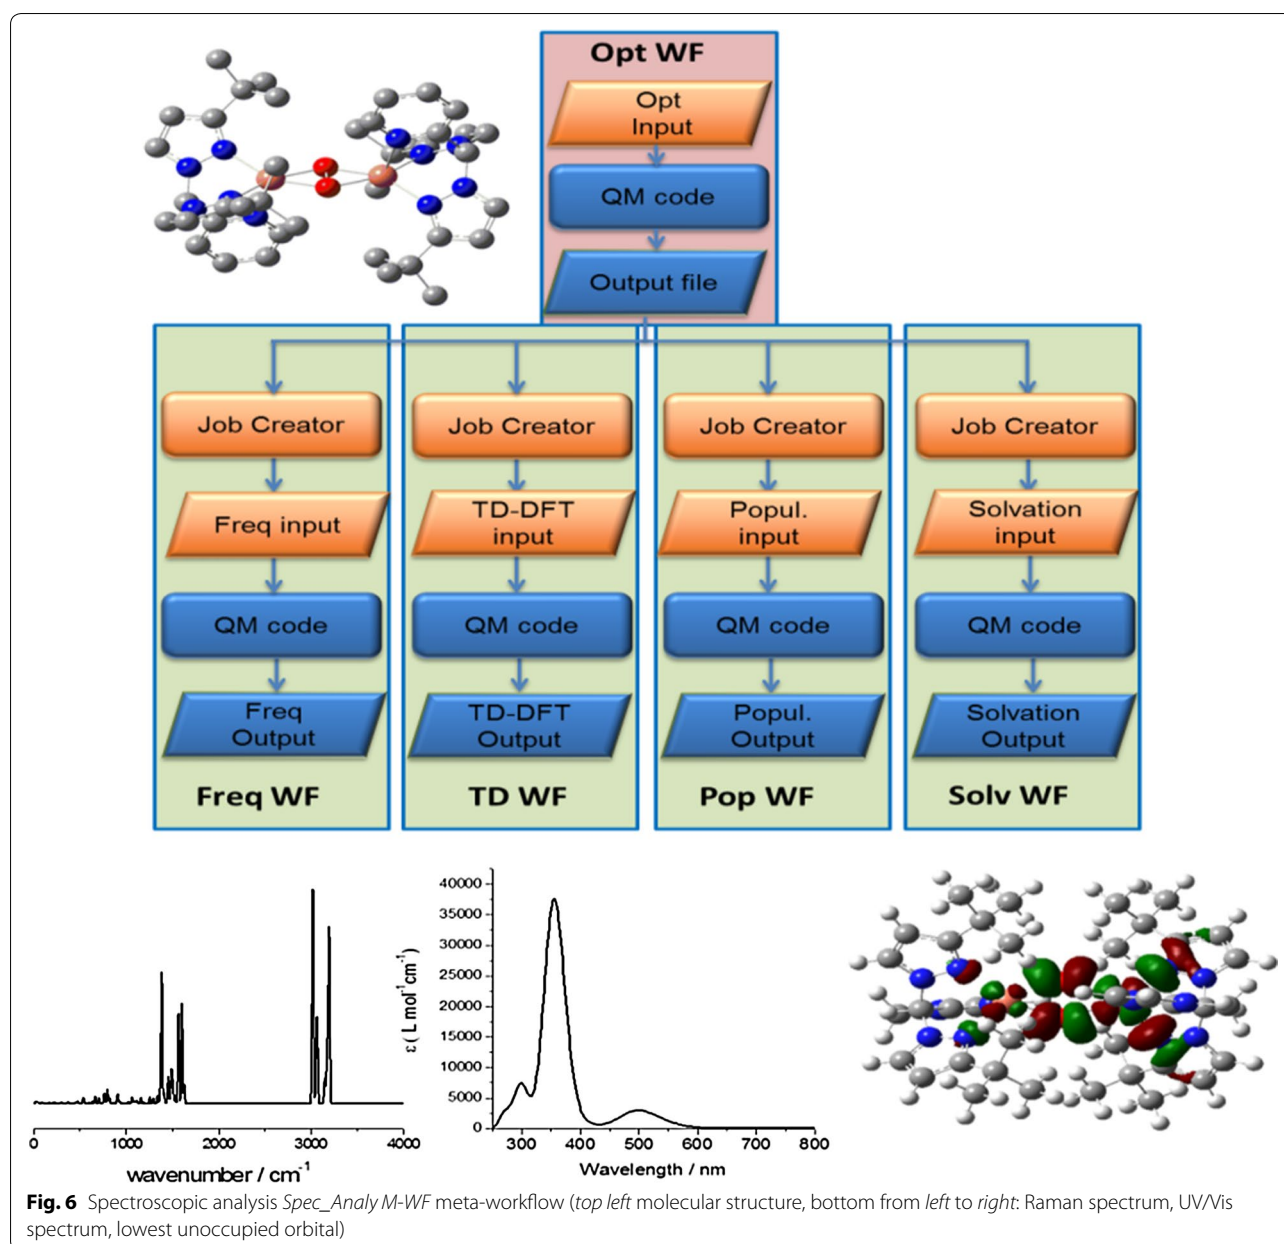 Opt WF
Opt
Input
QM code
Output file
Job Creator
Freq input
QM code
Freq
Output
Freq WF
Job Creator
TD-DFT
input
QM code
TD-DFT
Output
TD WF
Job Creator
Popul.
input
QM code
Popul.
Output
Pop WF
Job Creator
Solvation
input
QM code
Solvation
Output
Solv WF
0 1000 2000 3000 4000
wavenumber / cm⁻¹
40000
35000
30000
25000
20000
15000
10000
5000
0
ε ( L mol⁻¹cm⁻¹)
300 400 500 600 700 800
Wavelength / nm
Fig. 6 Spectroscopic analysis Spec_Analy M-WF meta-workflow (top left molecular structure, bottom from left to right: Raman spectrum, UV/Vis
spectrum, lowest unoccupied orbital)